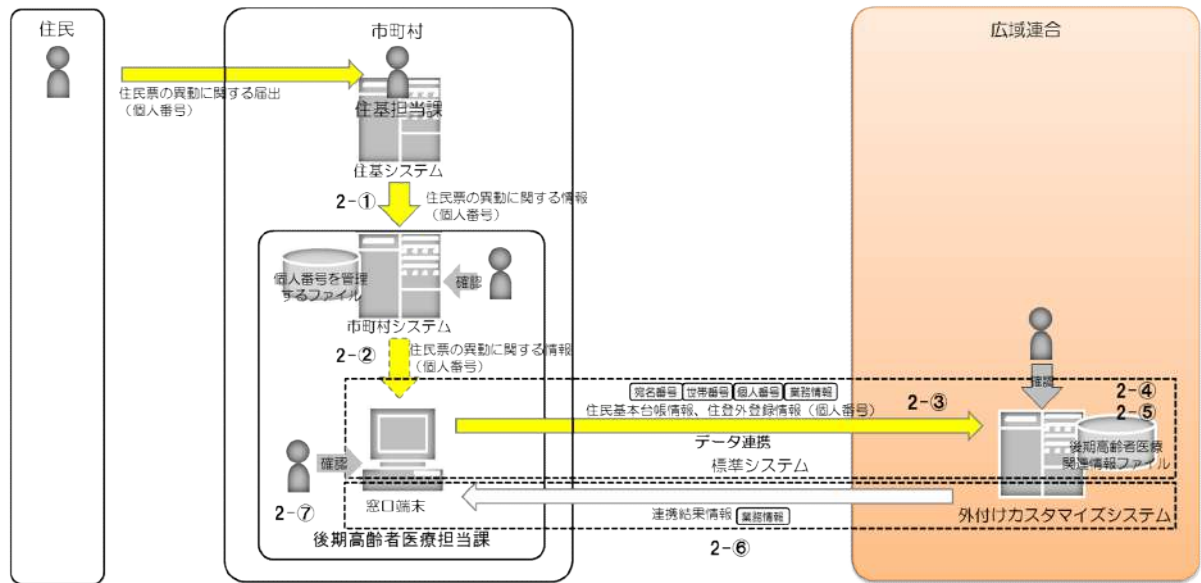 住民
市町村
広域連合
住民票の異動に関する届出
（個人番号）
住基担当課
住基システム
2-①
住民票の異動に関する情報
（個人番号）
個人番号を管理
するファイル
確認
市町村システム
2-②
住民票の異動に関する情報
（個人番号）
宛名番号 世帯番号 個人番号 業務情報
住民基本台帳情報、住登外登録情報（個人番号）
2-③
データ連携
標準システム
確認
2-④
2-⑤
後期高齢者医療
関連情報ファイル
確認
2-⑦
窓口端末
連携結果情報 業務情報
外付けカスタマイズシステム
後期高齢者医療担当課
2-⑥